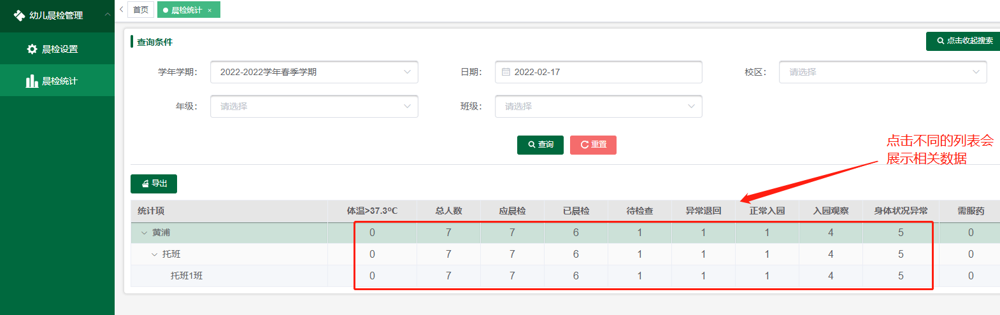 幼儿晨检管理
晨检设置
晨检统计
首页
晨检统计 ×
查询条件
点击收起搜索
学年学期： 2022-2022学年春季学期 日期： 2022-02-17 校区： 请选择
年级： 请选择 班级： 请选择
查询 重置
点击不同的列表会
展示相关数据
导出
统计项 体温>37.3℃ 总人数 应晨检 已晨检 待检查 异常退回 正常入园 入园观察 身体状况异常 需服药
黄浦 0 7 7 6 1 1 1 4 5 0
托班 0 7 7 6 1 1 1 4 5 0
托班1班 0 7 7 6 1 1 1 4 5 0